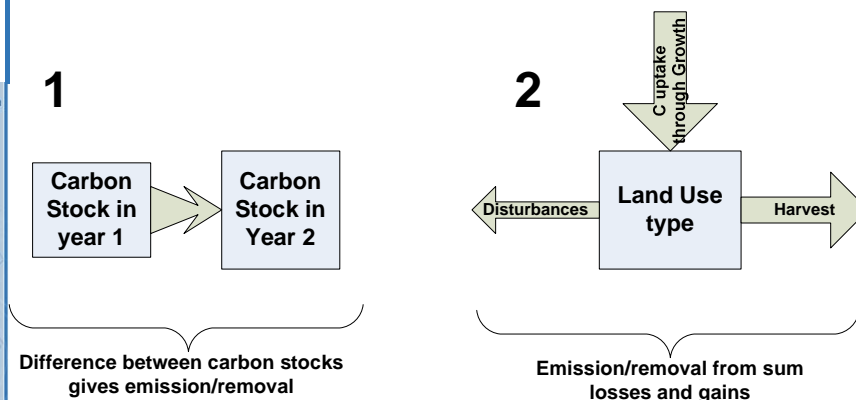 1
Carbon
Stock in
year 1
Carbon
Stock in
Year 2
Difference between carbon stocks
gives emission/removal
2
C uptake
through Growth
Disturbances
Land Use
type
Harvest
Emission/removal from sum
losses and gains